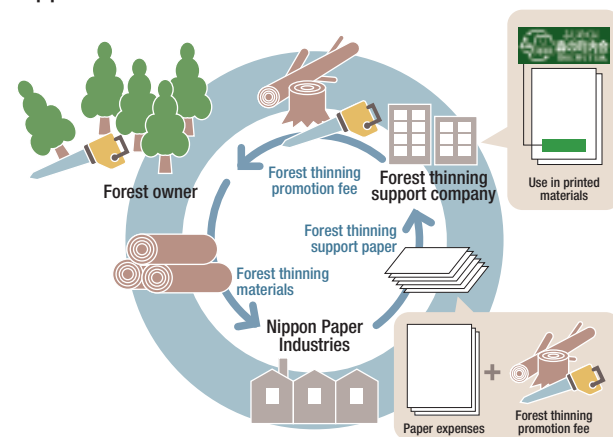 Forest owner
Forest thinning
promotion fee
Forest thinning
support company
Use in printed
materials
Forest thinning
support paper
Forest thinning
materials
Nippon Paper
Industries
Paper expenses
+
Forest thinning
promotion fee